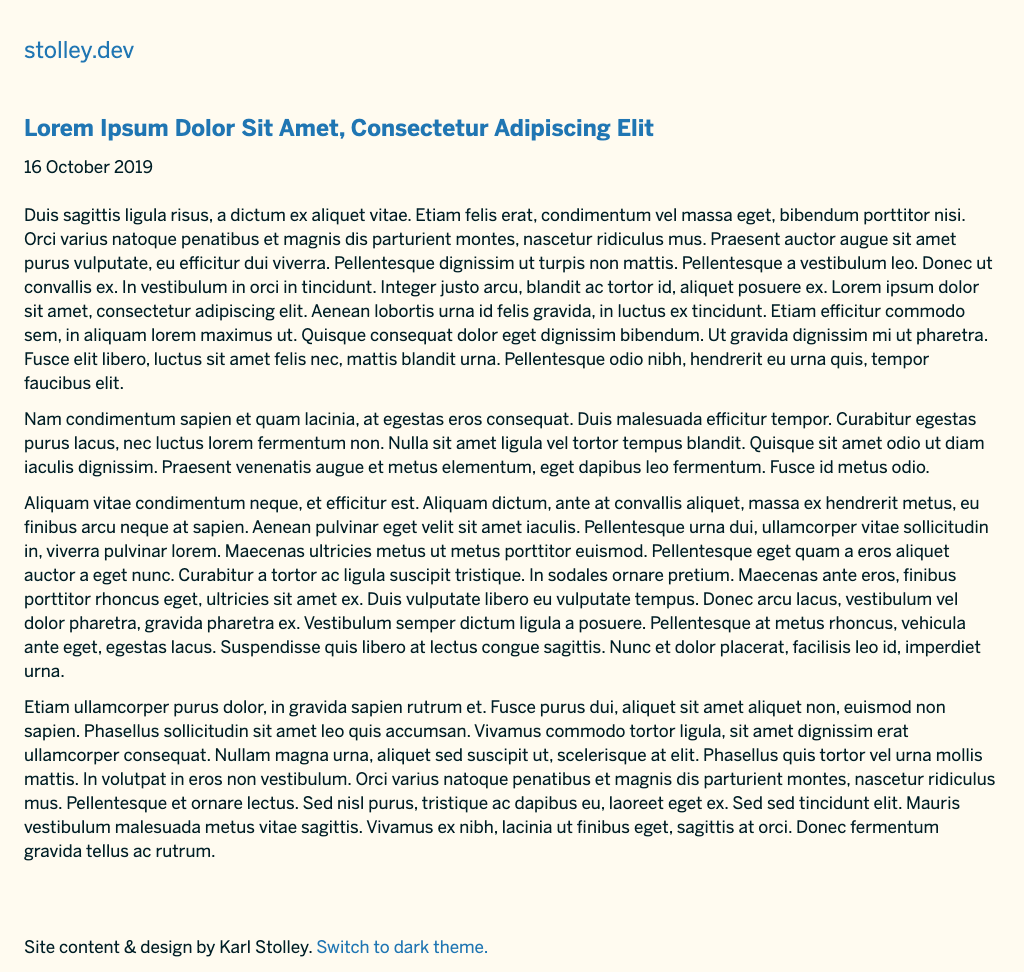 stolley.dev
Lorem Ipsum Dolor Sit Amet, Consectetur Adipiscing Elit
16 October 2019
Duis sagittis ligula risus, a dictum ex aliquet vitae. Etiam felis erat, condimentum vel massa eget, bibendum porttitor nisi.
Orci varius natoque penatibus et magnis dis parturient montes, nascetur ridiculus mus. Praesent auctor augue sit amet
purus vulputate, eu efficitur dui viverra. Pellentesque dignissim ut turpis non mattis. Pellentesque a vestibulum leo. Donec ut
convallis ex. In vestibulum in orci in tincidunt. Integer justo arcu, blandit ac tortor id, aliquet posuere ex. Lorem ipsum dolor
sit amet, consectetur adipiscing elit. Aenean lobortis urna id felis gravida, in luctus ex tincidunt. Etiam efficitur commodo
sem, in aliquam lorem maximus ut. Quisque consequat dolor eget dignissim bibendum. Ut gravida dignissim mi ut pharetra.
Fusce elit libero, luctus sit amet felis nec, mattis blandit urna. Pellentesque odio nibh, hendrerit eu urna quis, tempor
faucibus elit.
Nam condimentum sapien et quam lacinia, at egestas eros consequat. Duis malesuada efficitur tempor. Curabitur egestas
purus lacus, nec luctus lorem fermentum non. Nulla sit amet ligula vel tortor tempus blandit. Quisque sit amet odio ut diam
iaculis dignissim. Praesent venenatis augue et metus elementum, eget dapibus leo fermentum. Fusce id metus odio.
Aliquam vitae condimentum neque, et efficitur est. Aliquam dictum, ante at convallis aliquet, massa ex hendrerit metus, eu
finibus arcu neque at sapien. Aenean pulvinar eget velit sit amet iaculis. Pellentesque urna dui, ullamcorper vitae sollicitudin
in, viverra pulvinar lorem. Maecenas ultricies metus ut metus porttitor euismod. Pellentesque eget quam a eros aliquet
auctor a eget nunc. Curabitur a tortor ac ligula suscipit tristique. In sodales ornare pretium. Maecenas ante eros, finibus
porttitor rhoncus eget, ultricies sit amet ex. Duis vulputate libero eu vulputate tempus. Donec arcu lacus, vestibulum vel
dolor pharetra, gravida pharetra ex. Vestibulum semper dictum ligula a posuere. Pellentesque at metus rhoncus, vehicula
ante eget, egestas lacus. Suspendisse quis libero at lectus congue sagittis. Nunc et dolor placerat, facilisis leo id, imperdiet
urna.
Etiam ullamcorper purus dolor, in gravida sapien rutrum et. Fusce purus dui, aliquet sit amet aliquet non, euismod non
sapien. Phasellus sollicitudin sit amet leo quis accumsan. Vivamus commodo tortor ligula, sit amet dignissim erat
ullamcorper consequat. Nullam magna urna, aliquet sed suscipit ut, scelerisque at elit. Phasellus quis tortor vel urna mollis
mattis. In volutpat in eros non vestibulum. Orci varius natoque penatibus et magnis dis parturient montes, nascetur ridiculus
mus. Pellentesque et ornare lectus. Sed nisl purus, tristique ac dapibus eu, laoreet eget ex. Sed sed tincidunt elit. Mauris
vestibulum malesuada metus vitae sagittis. Vivamus ex nibh, lacinia ut finibus eget, sagittis at orci. Donec fermentum
gravida tellus ac rutrum.
Site content & design by Karl Stolley. Switch to dark theme.